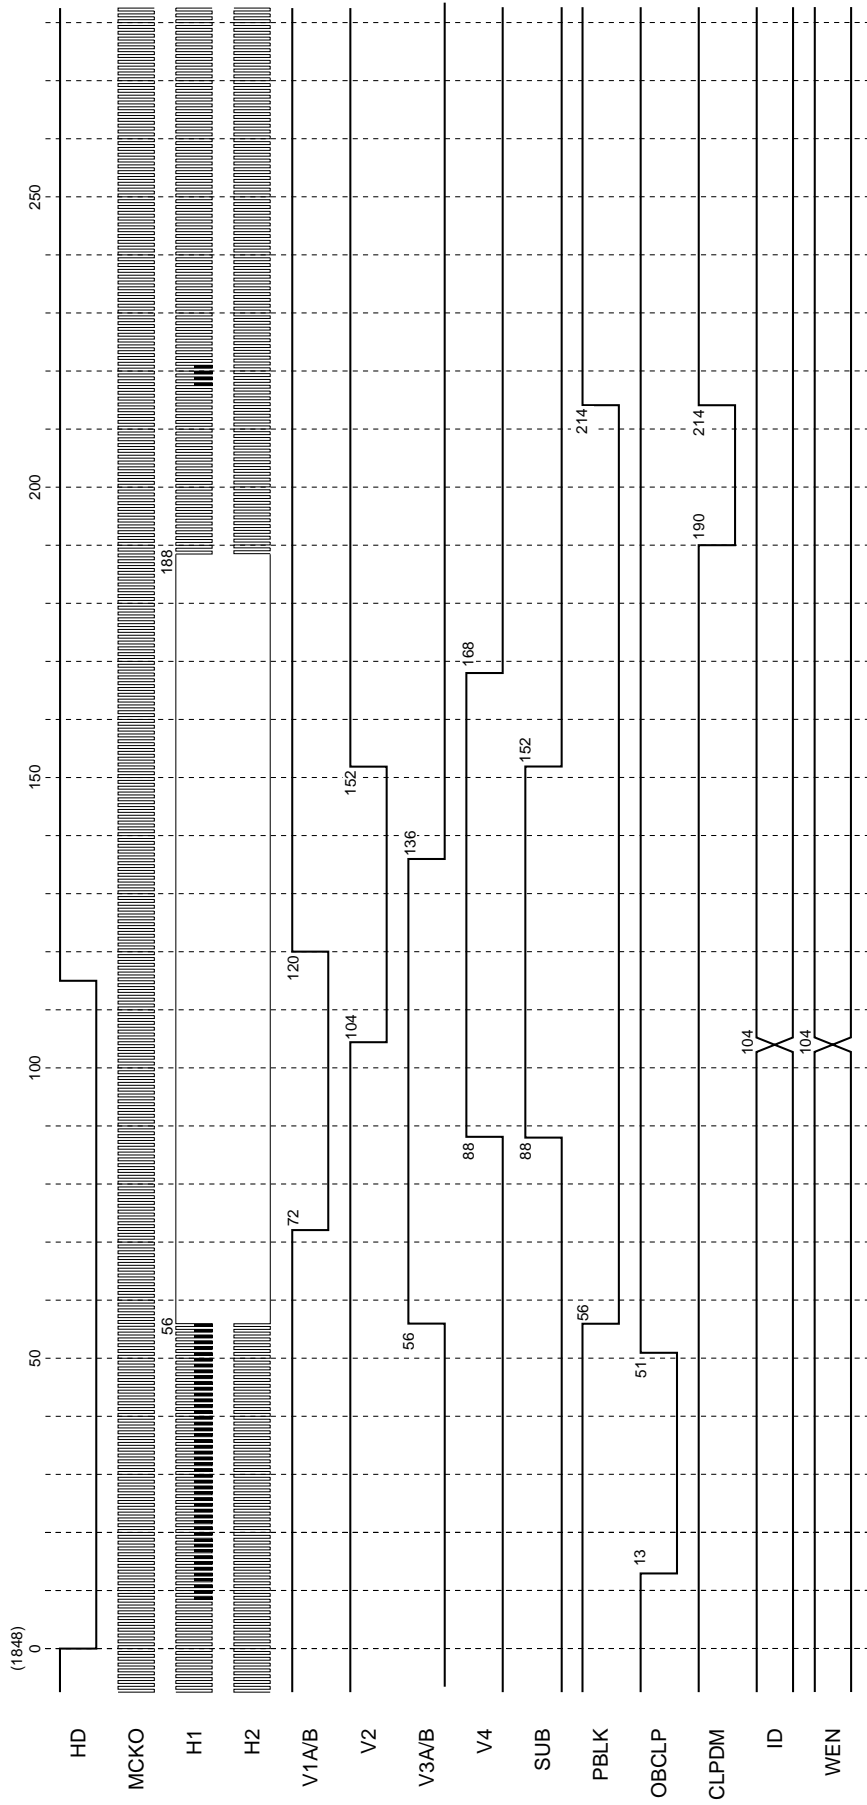 (1848)
0 50 100 150 200 250
HD
MCKO
H1 56 188
H2
V1A/B 72 120
V2 104 152
V3A/B 56 136
V4 88 168
SUB 88 152
PBLK 56 214
OBCLP 13 51
CLPDM 190 214
ID 104
WEN 104